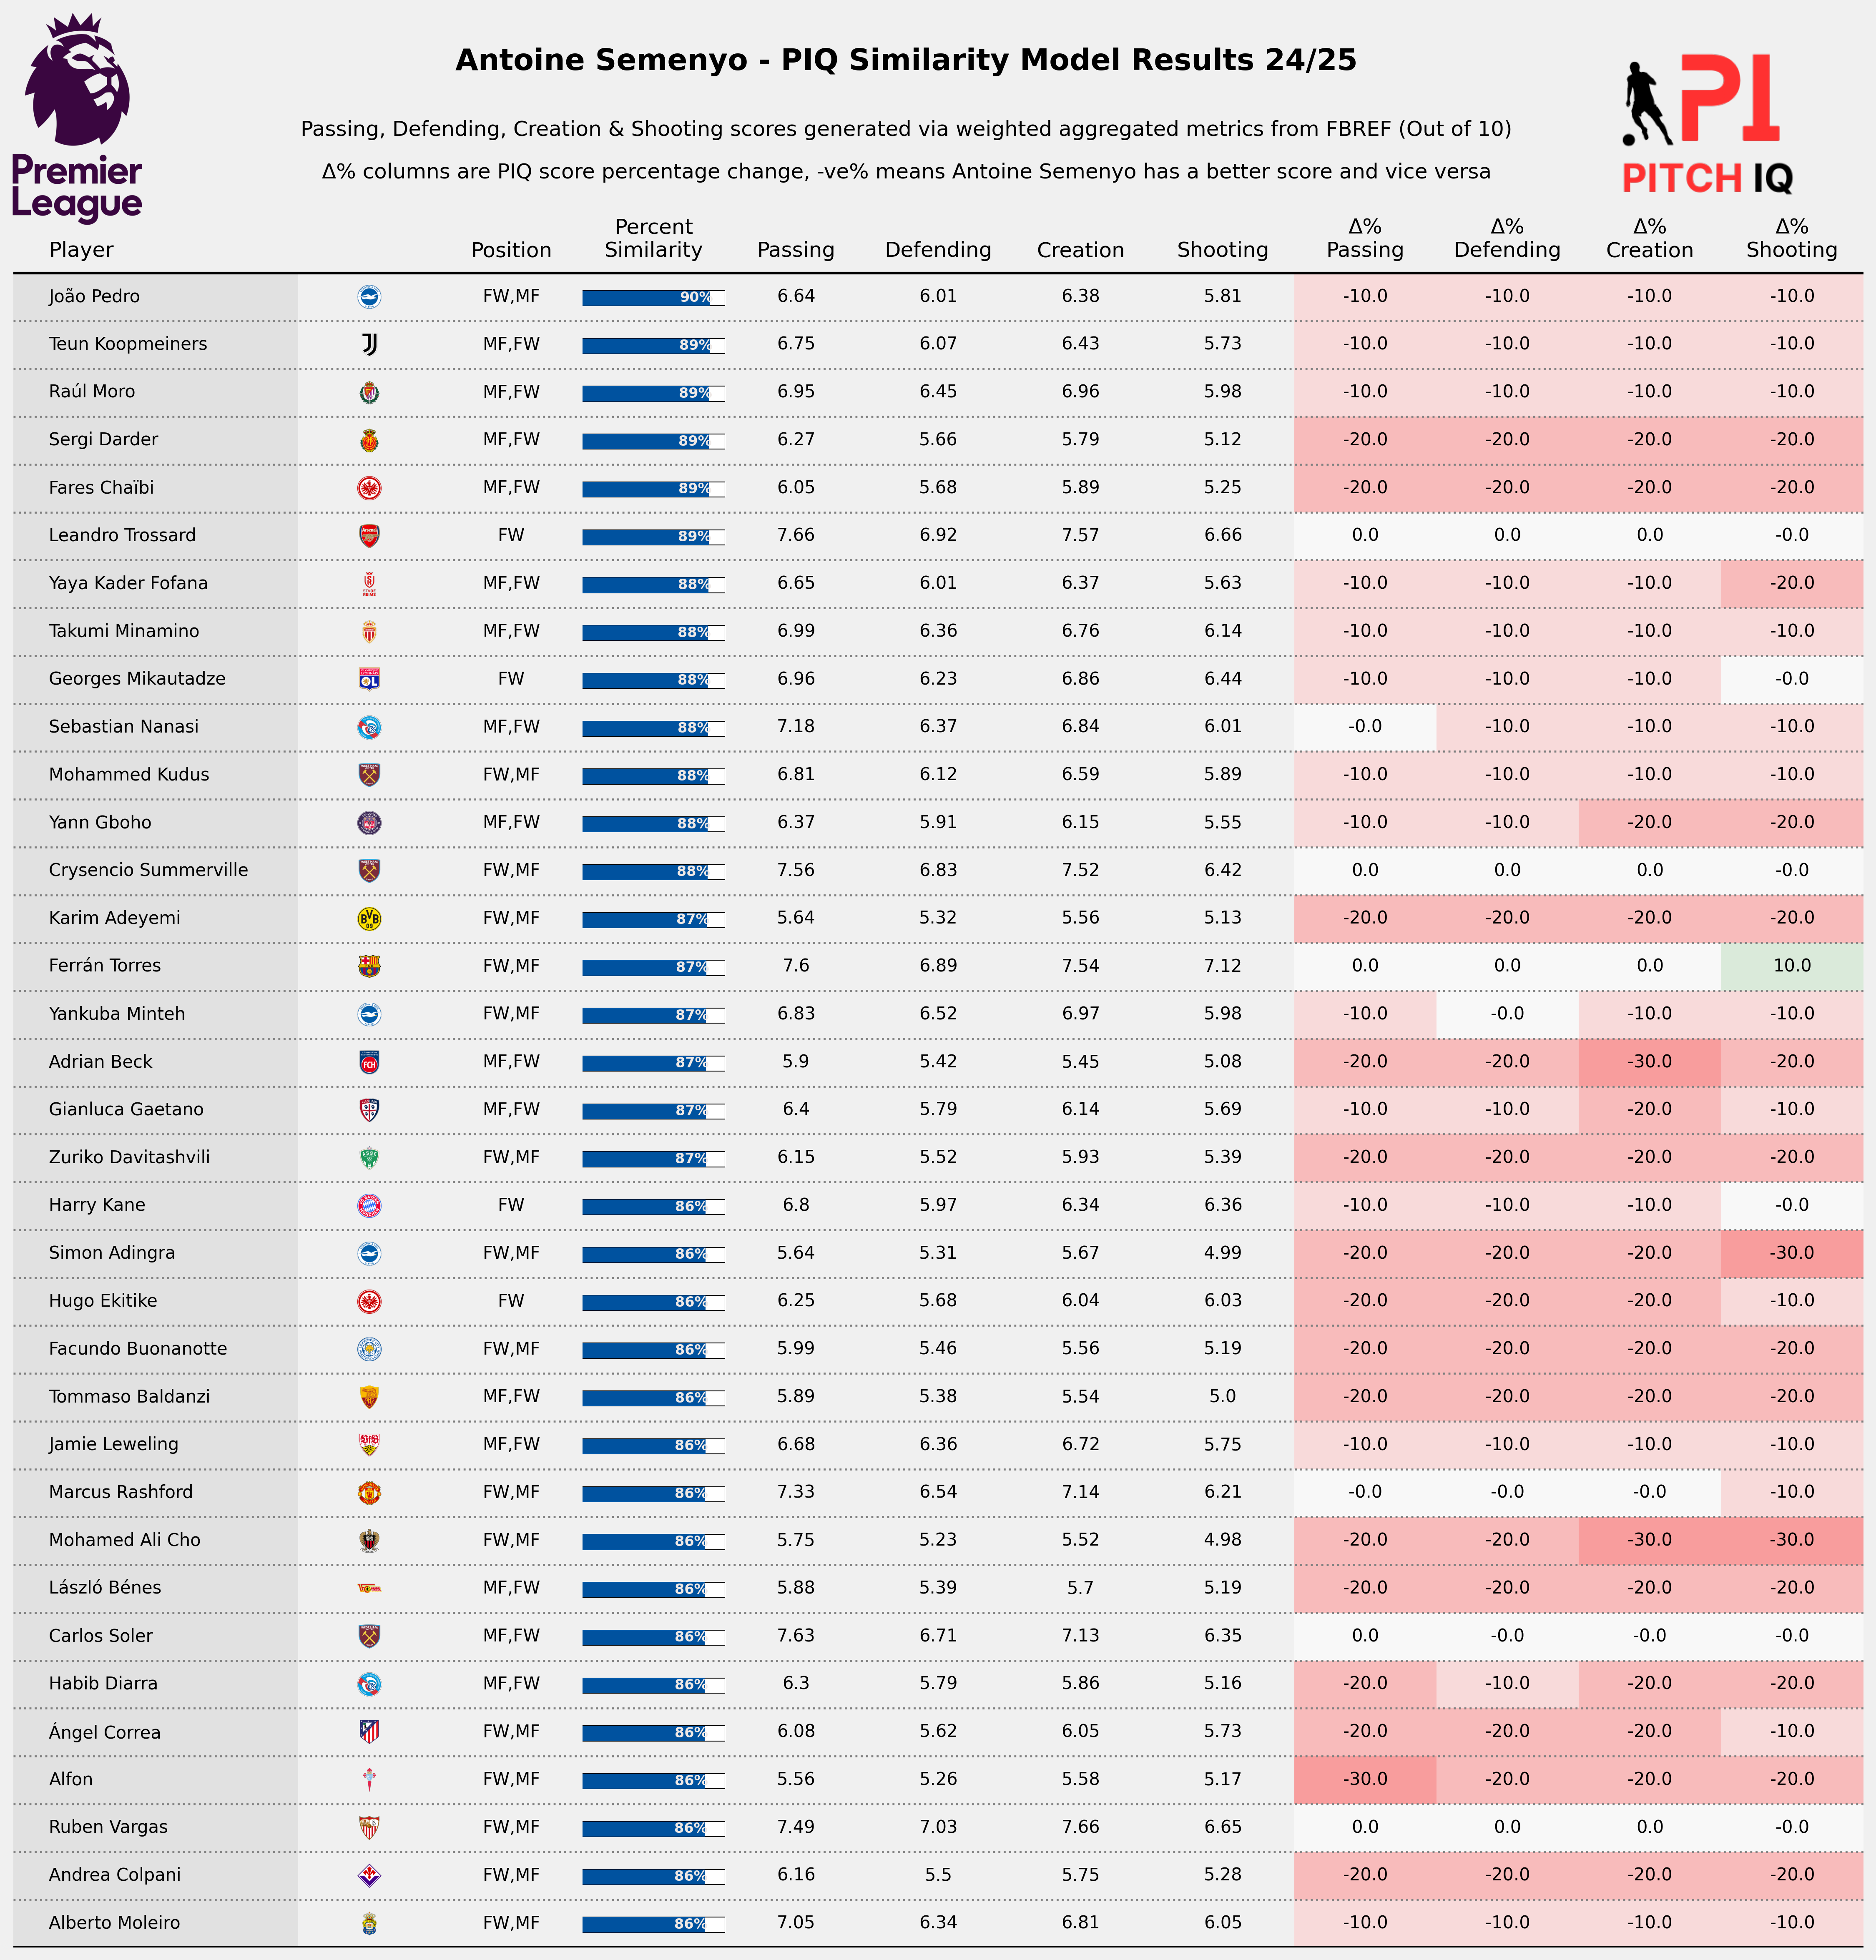 Premier
League
Antoine Semenyo - PIQ Similarity Model Results 24/25
Passing, Defending, Creation & Shooting scores generated via weighted aggregated metrics from FBREF (Out of 10)
Δ% columns are PIQ score percentage change, -ve% means Antoine Semenyo has a better score and vice versa
PI
PITCH IQ
Player Position Percent Similarity Passing Defending Creation Shooting Δ% Passing Δ% Defending Δ% Creation Δ% Shooting
João Pedro FW,MF 90% 6.64 6.01 6.38 5.81 -10.0 -10.0 -10.0 -10.0
Teun Koopmeiners MF,FW 89% 6.75 6.07 6.43 5.73 -10.0 -10.0 -10.0 -10.0
Raúl Moro MF,FW 89% 6.95 6.45 6.96 5.98 -10.0 -10.0 -10.0 -10.0
Sergi Darder MF,FW 89% 6.27 5.66 5.79 5.12 -20.0 -20.0 -20.0 -20.0
Fares Chaïbi MF,FW 89% 6.05 5.68 5.89 5.25 -20.0 -20.0 -20.0 -20.0
Leandro Trossard FW 89% 7.66 6.92 7.57 6.66 0.0 0.0 0.0 -0.0
Yaya Kader Fofana MF,FW 88% 6.65 6.01 6.37 5.63 -10.0 -10.0 -10.0 -20.0
Takumi Minamino MF,FW 88% 6.99 6.36 6.76 6.14 -10.0 -10.0 -10.0 -10.0
Georges Mikautadze FW 88% 6.96 6.23 6.86 6.44 -10.0 -10.0 -10.0 -0.0
Sebastian Nanasi MF,FW 88% 7.18 6.37 6.84 6.01 -0.0 -10.0 -10.0 -10.0
Mohammed Kudus FW,MF 88% 6.81 6.12 6.59 5.89 -10.0 -10.0 -10.0 -10.0
Yann Gboho MF,FW 88% 6.37 5.91 6.15 5.55 -10.0 -10.0 -20.0 -20.0
Crysencio Summerville FW,MF 88% 7.56 6.83 7.52 6.42 0.0 0.0 0.0 -0.0
Karim Adeyemi FW,MF 87% 5.64 5.32 5.56 5.13 -20.0 -20.0 -20.0 -20.0
Ferrán Torres FW,MF 87% 7.6 6.89 7.54 7.12 0.0 0.0 0.0 10.0
Yankuba Minteh FW,MF 87% 6.83 6.52 6.97 5.98 -10.0 -0.0 -10.0 -10.0
Adrian Beck MF,FW 87% 5.9 5.42 5.45 5.08 -20.0 -20.0 -30.0 -20.0
Gianluca Gaetano MF,FW 87% 6.4 5.79 6.14 5.69 -10.0 -10.0 -20.0 -10.0
Zuriko Davitashvili FW,MF 87% 6.15 5.52 5.93 5.39 -20.0 -20.0 -20.0 -20.0
Harry Kane FW 86% 6.8 5.97 6.34 6.36 -10.0 -10.0 -10.0 -0.0
Simon Adingra FW,MF 86% 5.64 5.31 5.67 4.99 -20.0 -20.0 -20.0 -30.0
Hugo Ekitike FW 86% 6.25 5.68 6.04 6.03 -20.0 -20.0 -20.0 -10.0
Facundo Buonanotte FW,MF 86% 5.99 5.46 5.56 5.19 -20.0 -20.0 -20.0 -20.0
Tommaso Baldanzi MF,FW 86% 5.89 5.38 5.54 5.0 -20.0 -20.0 -20.0 -20.0
Jamie Leweling MF,FW 86% 6.68 6.36 6.72 5.75 -10.0 -10.0 -10.0 -10.0
Marcus Rashford FW,MF 86% 7.33 6.54 7.14 6.21 -0.0 -0.0 -0.0 -10.0
Mohamed Ali Cho FW,MF 86% 5.75 5.23 5.52 4.98 -20.0 -20.0 -30.0 -30.0
László Bénes MF,FW 86% 5.88 5.39 5.7 5.19 -20.0 -20.0 -20.0 -20.0
Carlos Soler MF,FW 86% 7.63 6.71 7.13 6.35 0.0 -0.0 -0.0 -0.0
Habib Diarra MF,FW 86% 6.3 5.79 5.86 5.16 -20.0 -10.0 -20.0 -20.0
Ángel Correa FW,MF 86% 6.08 5.62 6.05 5.73 -20.0 -20.0 -20.0 -10.0
Alfon FW,MF 86% 5.56 5.26 5.58 5.17 -30.0 -20.0 -20.0 -20.0
Ruben Vargas FW,MF 86% 7.49 7.03 7.66 6.65 0.0 0.0 0.0 -0.0
Andrea Colpani FW,MF 86% 6.16 5.5 5.75 5.28 -20.0 -20.0 -20.0 -20.0
Alberto Moleiro FW,MF 86% 7.05 6.34 6.81 6.05 -10.0 -10.0 -10.0 -10.0